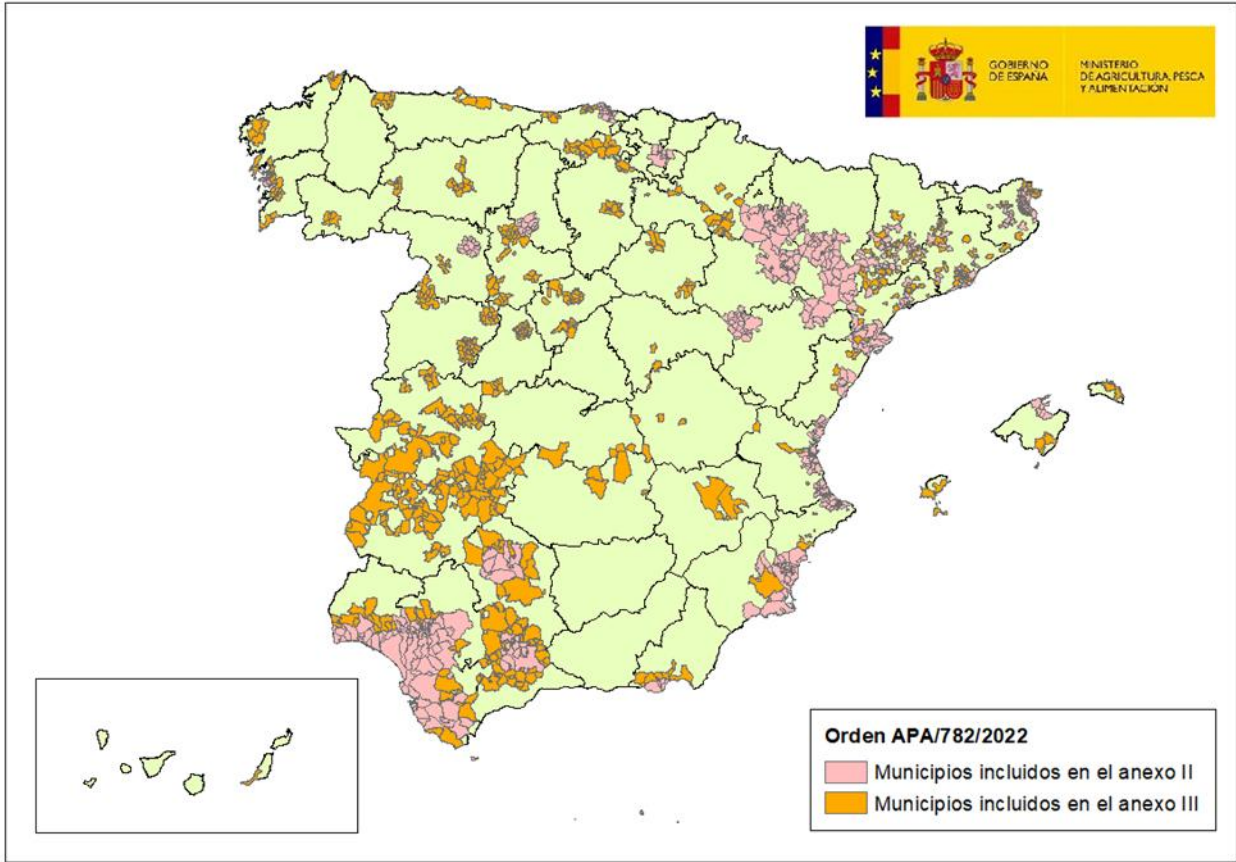 GOBIERNO
DE ESPAÑA
MINISTERIO
DE AGRICULTURA, PESCA
Y ALIMENTACIÓN
Orden APA/782/2022
Municipios incluidos en el anexo II
Municipios incluidos en el anexo III